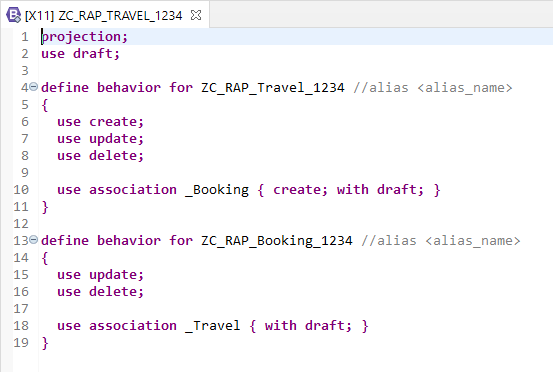 [X11] ZC_RAP_TRAVEL_1234
1 projection;
2 use draft;
3
4 define behavior for ZC_RAP_Travel_1234 //alias <alias_name>
5 {
6 use create;
7 use update;
8 use delete;
9
10 use association _Booking { create; with draft; }
11 }
12
13 define behavior for ZC_RAP_Booking_1234 //alias <alias_name>
14 {
15 use update;
16 use delete;
17
18 use association _Travel { with draft; }
19 }